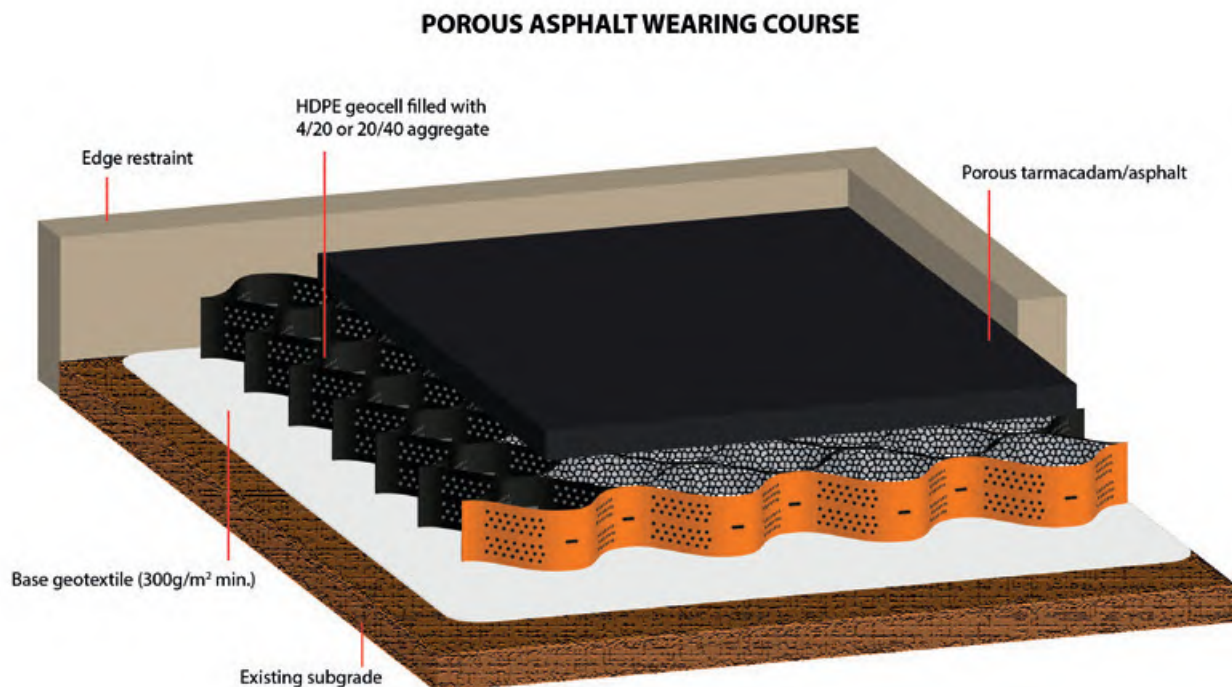 POROUS ASPHALT WEARING COURSE
HDPE geocell filled with
4/20 or 20/40 aggregate
Edge restraint
Porous tarmacadam/asphalt
Base geotextile (300g/m² min.)
Existing subgrade